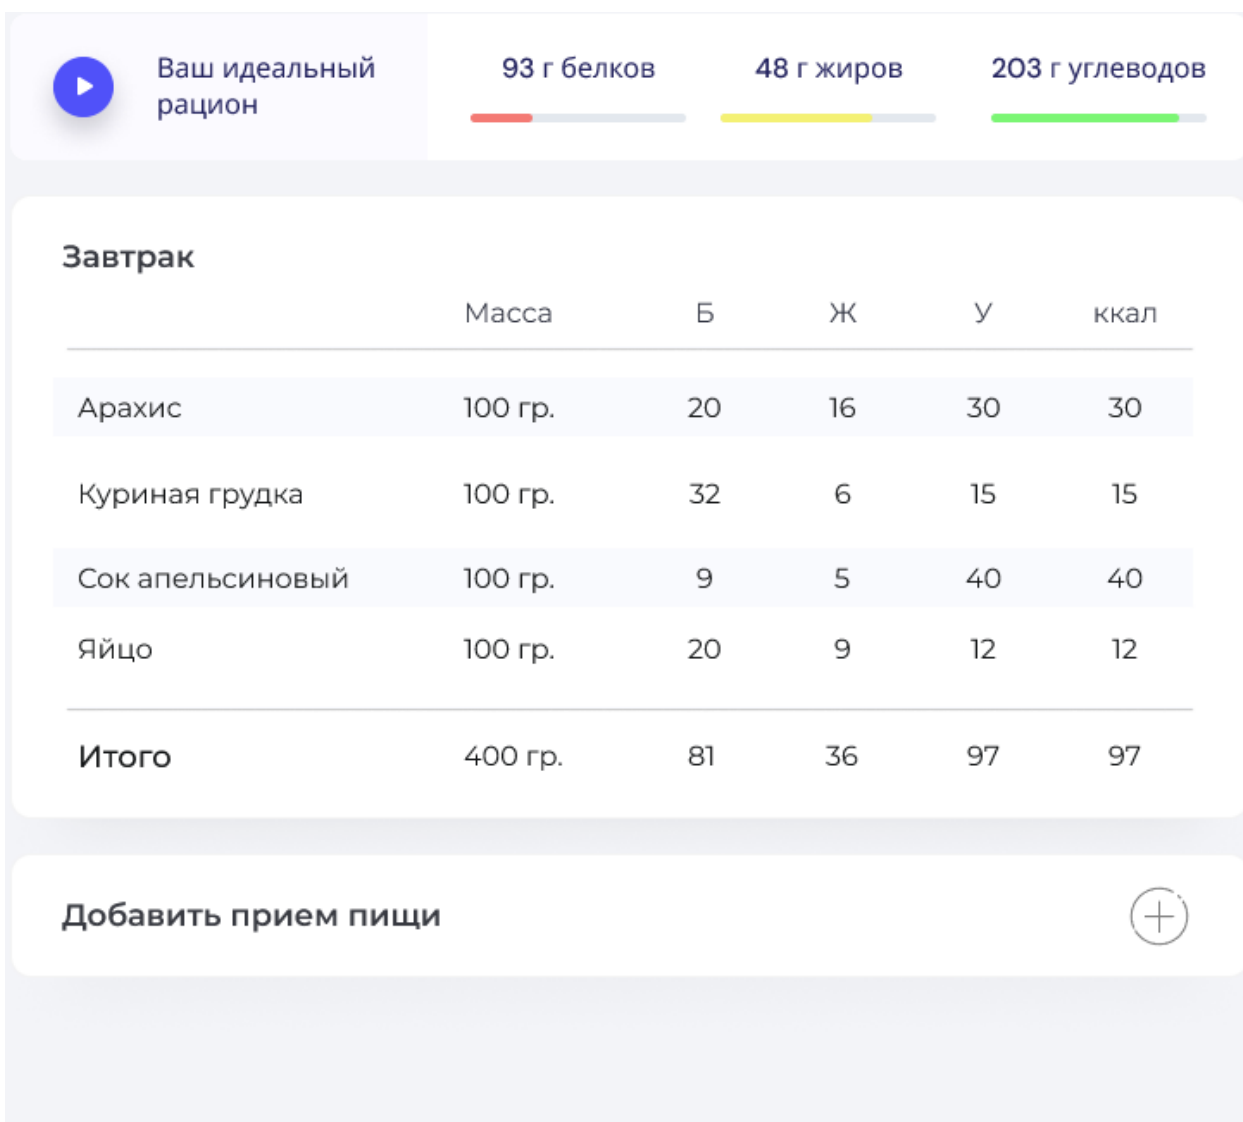 Ваш идеальный
рацион
93 г белков
48 г жиров
203 г углеводов
Завтрак
Масса Б Ж У ккал
Арахис 100 гр. 20 16 30 30
Куриная грудка 100 гр. 32 6 15 15
Сок апельсиновый 100 гр. 9 5 40 40
Яйцо 100 гр. 20 9 12 12
Итого 400 гр. 81 36 97 97
Добавить прием пищи